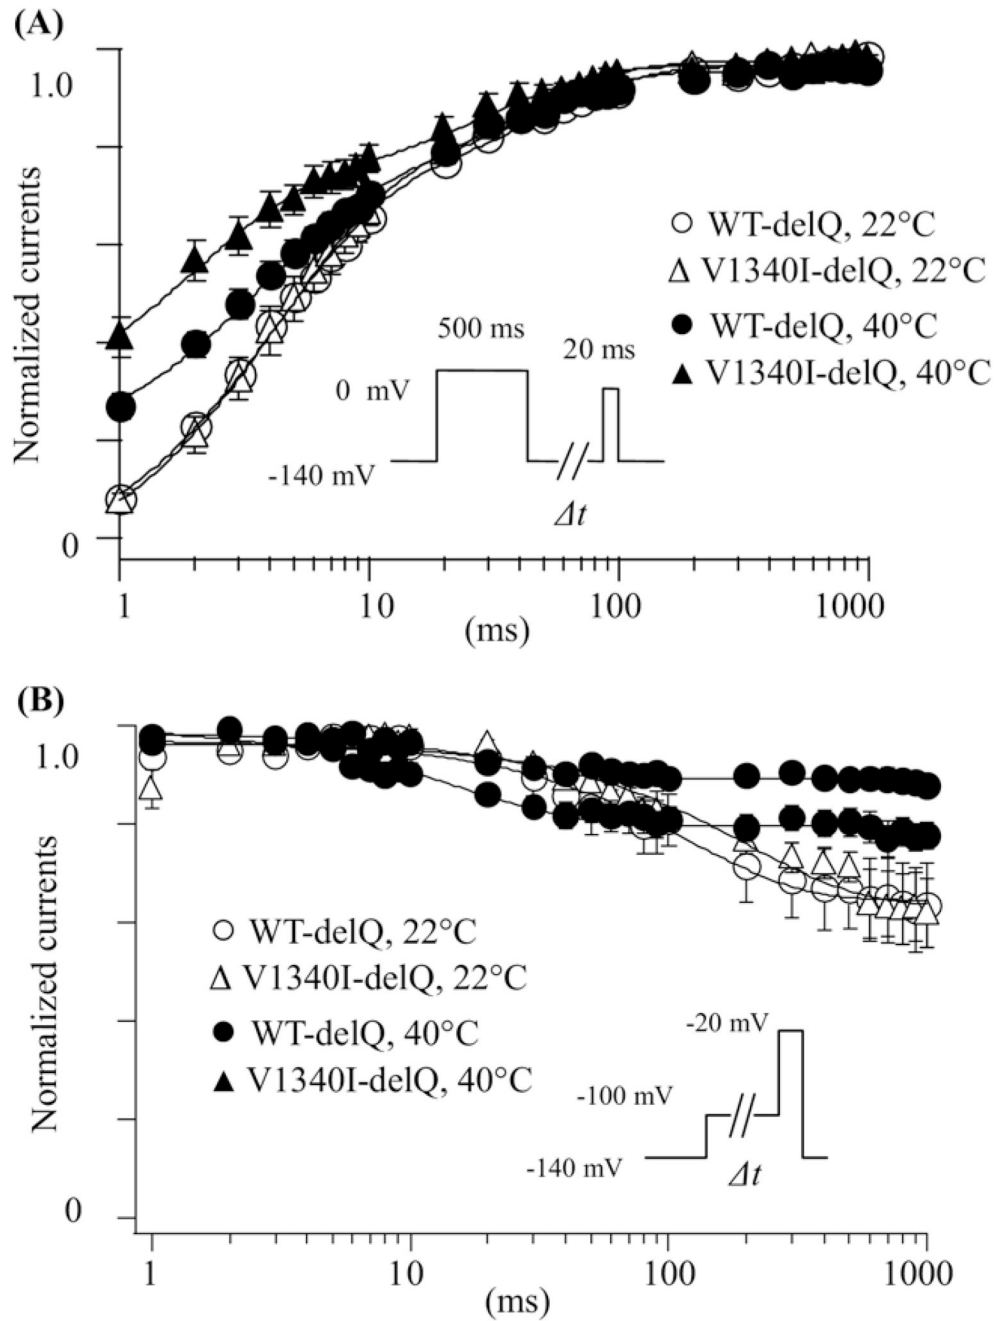 (A)
1.0
Normalized currents
0
WT-delQ, 22°C
V1340I-delQ, 22°C
WT-delQ, 40°C
V1340I-delQ, 40°C
500 ms
20 ms
0 mV
-140 mV
Δt
1 10 100 1000
(ms)
(B)
1.0
Normalized currents
0
WT-delQ, 22°C
V1340I-delQ, 22°C
WT-delQ, 40°C
V1340I-delQ, 40°C
-20 mV
-100 mV
-140 mV
Δt
1 10 100 1000
(ms)